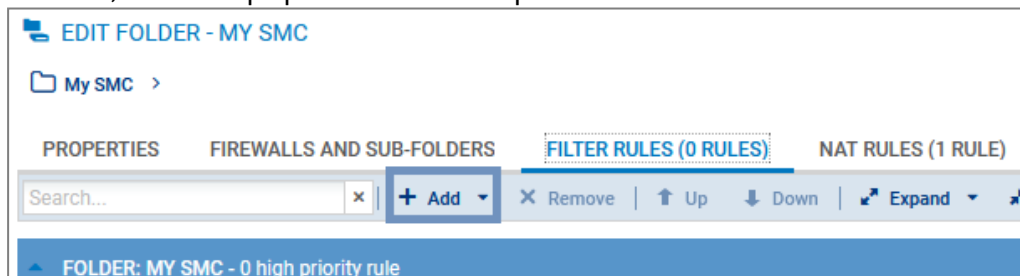 EDIT FOLDER - MY SMC
My SMC >
PROPERTIES FIREWALLS AND SUB-FOLDERS FILTER RULES (0 RULES) NAT RULES (1 RULE)
Search... × + Add Remove Up Down Expand
FOLDER: MY SMC - 0 high priority rule